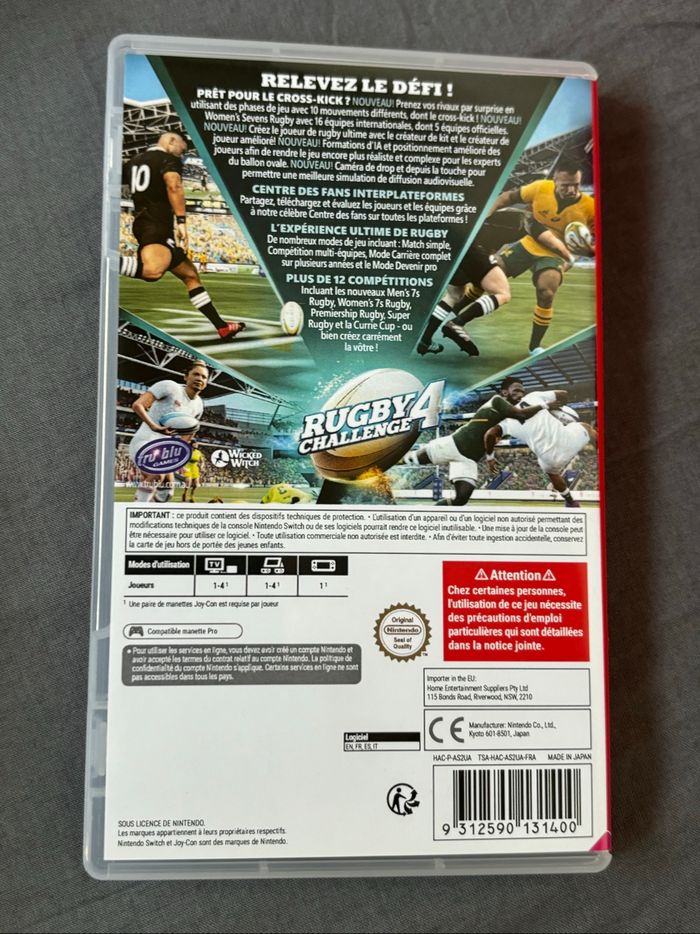 RELEVEZ LE DÉFI !
PRÊT POUR LE CROSS-KICK ? NOUVEAU! Prenez vos rivaux par surprise en
utilisant des phases de jeu avec 10 mouvements différents, dont le cross-kick ! NOUVEAU!
Women's Sevens Rugby avec 16 équipes internationales, dont 5 équipes officielles.
NOUVEAU! Créez le joueur de rugby ultime avec le créateur de kit et le créateur de
joueur amélioré! NOUVEAU! Formations d'IA et positionnement amélioré des
joueurs afin de rendre le jeu encore plus réaliste et complexe pour les experts
du ballon ovale. NOUVEAU! Caméra de drop et depuis la touche pour
permettre une meilleure simulation de diffusion audiovisuelle.
CENTRE DES FANS INTERPLATEFORMES
Partagez, téléchargez et évaluez les joueurs et les équipes grâce
à notre célèbre Centre des fans sur toutes les plateformes !
L'EXPÉRIENCE ULTIME DE RUGBY
De nombreux modes de jeu incluant : Match simple,
Compétition multi-équipes, Mode Carrière complet
sur plusieurs années et le Mode Devenir pro
PLUS DE 12 COMPÉTITIONS
Incluant les nouveaux Men's 7s
Rugby, Women's 7s Rugby,
Premiership Rugby, Super
Rugby et la Currie Cup - ou
bien créez carrément
la vôtre !
10
RUGBY
CHALLENGE 4
tru blu
GAMES
WICKED
WITCH
www.trublu.com.au
IMPORTANT : ce produit contient des dispositifs techniques de protection. • L'utilisation d'un appareil ou d'un logiciel non autorisé permettant des
modifications techniques de la console Nintendo Switch ou de ses logiciels pourrait rendre ce logiciel inutilisable. • Une mise à jour de la console peut
être nécessaire pour utiliser ce logiciel. • Toute utilisation commerciale non autorisée est interdite. • Afin d'éviter toute ingestion accidentelle, conservez
la carte de jeu hors de portée des jeunes enfants.
Modes d'utilisation TV
Joueurs 1-4¹ 1-4¹ 1¹
¹ Une paire de manettes Joy-Con est requise par joueur
Compatible manette Pro
• Pour utiliser les services en ligne, vous devez avoir créé un compte Nintendo et
avoir accepté les termes du contrat relatif au compte Nintendo. La politique de
confidentialité du compte Nintendo s'applique. Certains services en ligne ne sont
pas accessibles dans tous les pays.
Original
Nintendo
Seal of
Quality
⚠ Attention ⚠
Chez certaines personnes,
l'utilisation de ce jeu nécessite
des précautions d'emploi
particulières qui sont détaillées
dans la notice jointe.
Importer in the EU:
Home Entertainment Suppliers Pty Ltd
115 Bonds Road, Riverwood, NSW, 2210
CE Manufacturer: Nintendo Co., Ltd.,
Kyoto 601-8501, Japan
Logiciel
EN, FR, ES, IT
HAC-P-AS2UA TSA-HAC-AS2UA-FRA MADE IN JAPAN
9 312590 131400
SOUS LICENCE DE NINTENDO.
Les marques appartiennent à leurs propriétaires respectifs.
Nintendo Switch et Joy-Con sont des marques de Nintendo.